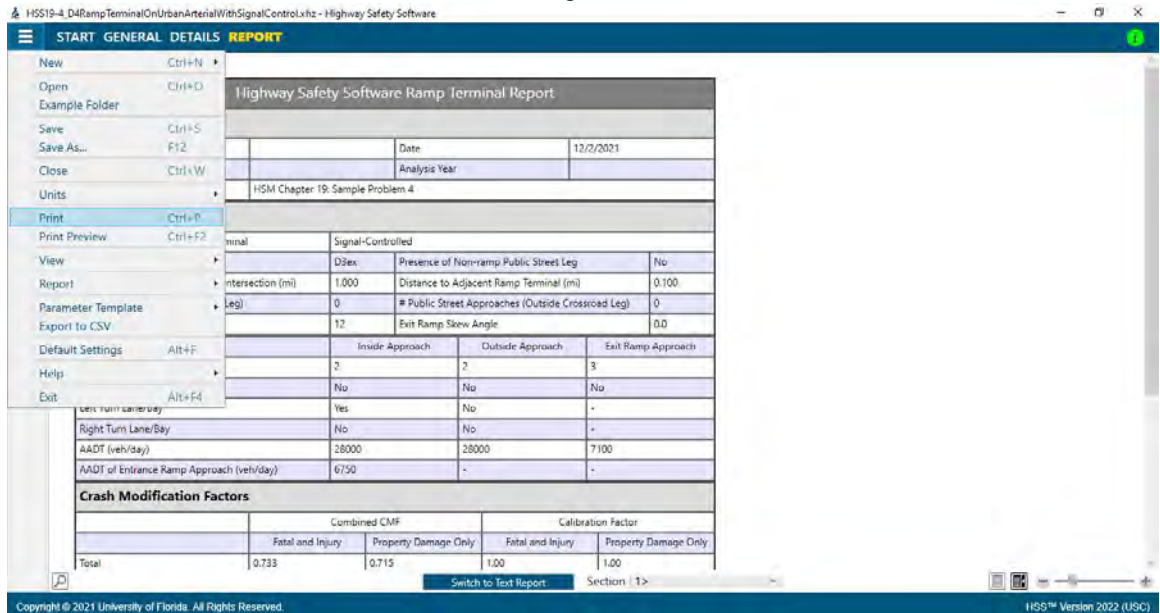 HSS19-4_D4RampTerminalOnUrbanArterialWithSignalControl.xhz - Highway Safety Software
START GENERAL DETAILS REPORT
New Ctrl+N
Open Ctrl+O
Example Folder
Save Ctrl+S
Save As... F12
Close Ctrl+W
Units
Print Ctrl+P
Print Preview Ctrl+F2
View
Report
Parameter Template
Export to CSV
Default Settings Alt+F
Help
Exit Alt+F4
Highway Safety Software Ramp Terminal Report
Date 12/2/2021
Analysis Year
HSM Chapter 19: Sample Problem 4
minal Signal-Controlled
D3ex Presence of Non-ramp Public Street Leg No
ntersection (mi) 1.000 Distance to Adjacent Ramp Terminal (mi) 0.100
Leg) 0 # Public Street Approaches (Outside Crossroad Leg) 0
12 Exit Ramp Skew Angle 0.0
Inside Approach Outside Approach Exit Ramp Approach
2 2 3
No No No
Left Turn Lane/Bay Yes No -
Right Turn Lane/Bay No No -
AADT (veh/day) 28000 28000 7100
AADT of Entrance Ramp Approach (veh/day) 6750 - -
Crash Modification Factors
Combined CMF Calibration Factor
Fatal and Injury Property Damage Only Fatal and Injury Property Damage Only
Total 0.733 0.715 1.00 1.00
Switch to Text Report Section 1>
Copyright © 2021 University of Florida. All Rights Reserved. HSS™ Version 2022 (USC)